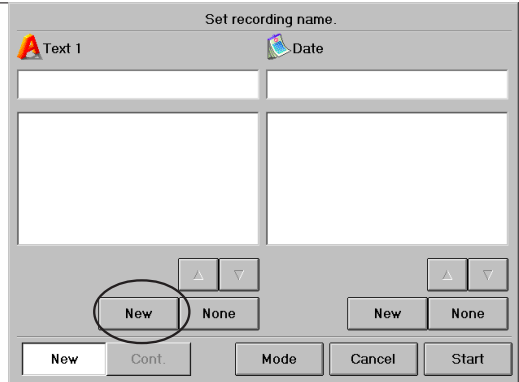 Set recording name.
Text 1
Date
New None
New None
New Cont. Mode Cancel Start